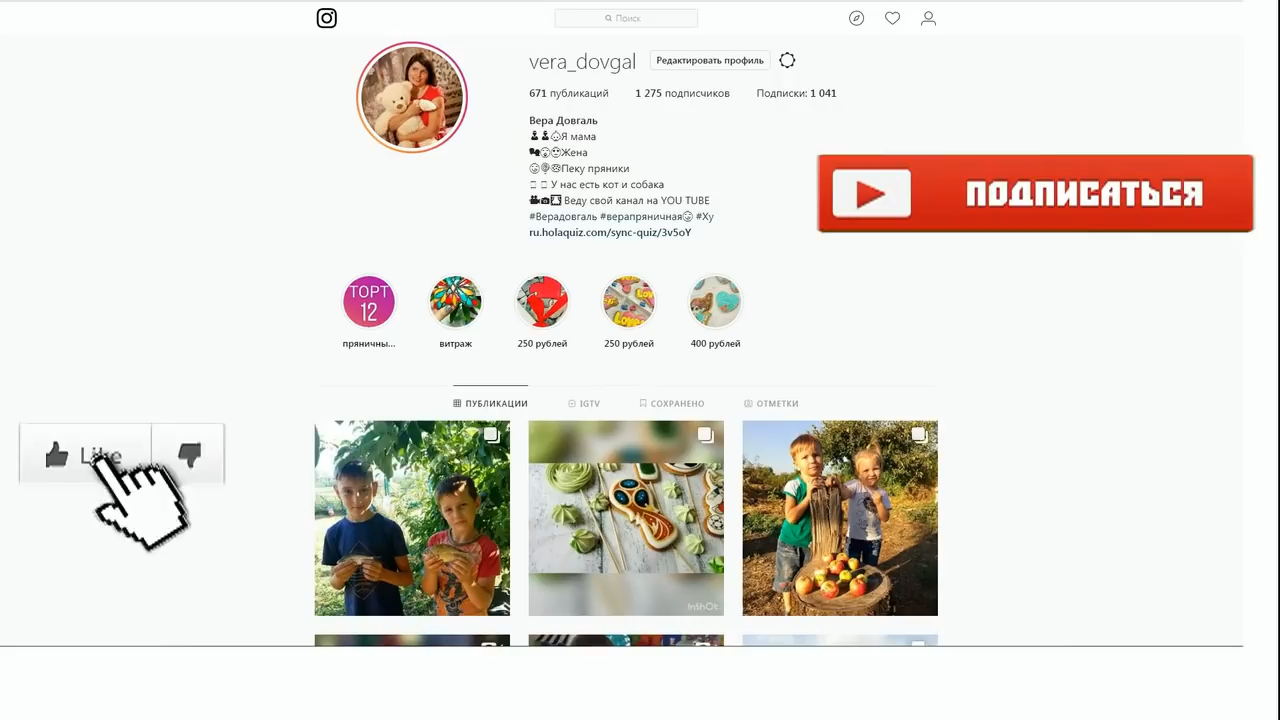 Поиск
vera_dovgal
Редактировать профиль
671 публикаций
1 275 подписчиков
Подписки: 1 041
Вера Довгаль
Я мама
Жена
Пеку пряники
У нас есть кот и собака
Веду свой канал на YOU TUBE
#Верадовгаль #верапряничная #Ху
ru.holaquiz.com/sync-quiz/3v5oY
ПОДПИСАТЬСЯ
ТОРТ
12
пряничны...
витраж
250 рублей
250 рублей
400 рублей
ПУБЛИКАЦИИ
IGTV
СОХРАНЕНО
ОТМЕТКИ
Like
InShOt